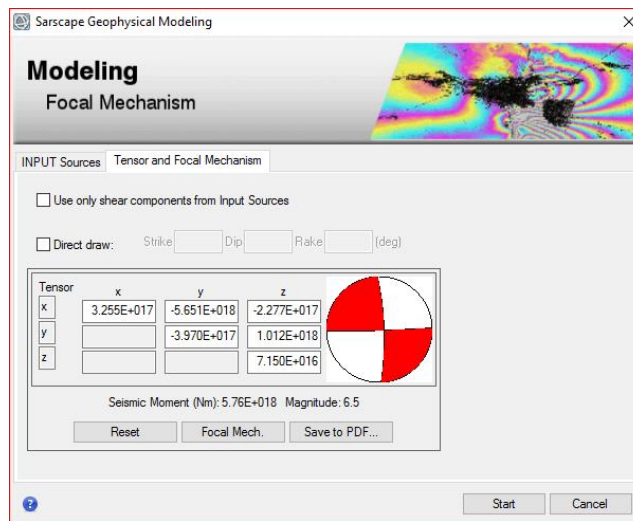 Sarscape Geophysical Modeling
Modeling
Focal Mechanism
INPUT Sources Tensor and Focal Mechanism
Use only shear components from Input Sources
Direct draw: Strike Dip Rake (deg)
Tensor x y z
x 3.255E+017 -5.651E+018 -2.277E+017
y -3.970E+017 1.012E+018
z 7.150E+016
Seismic Moment (Nm): 5.76E+018 Magnitude: 6.5
Reset Focal Mech. Save to PDF...
? Start Cancel